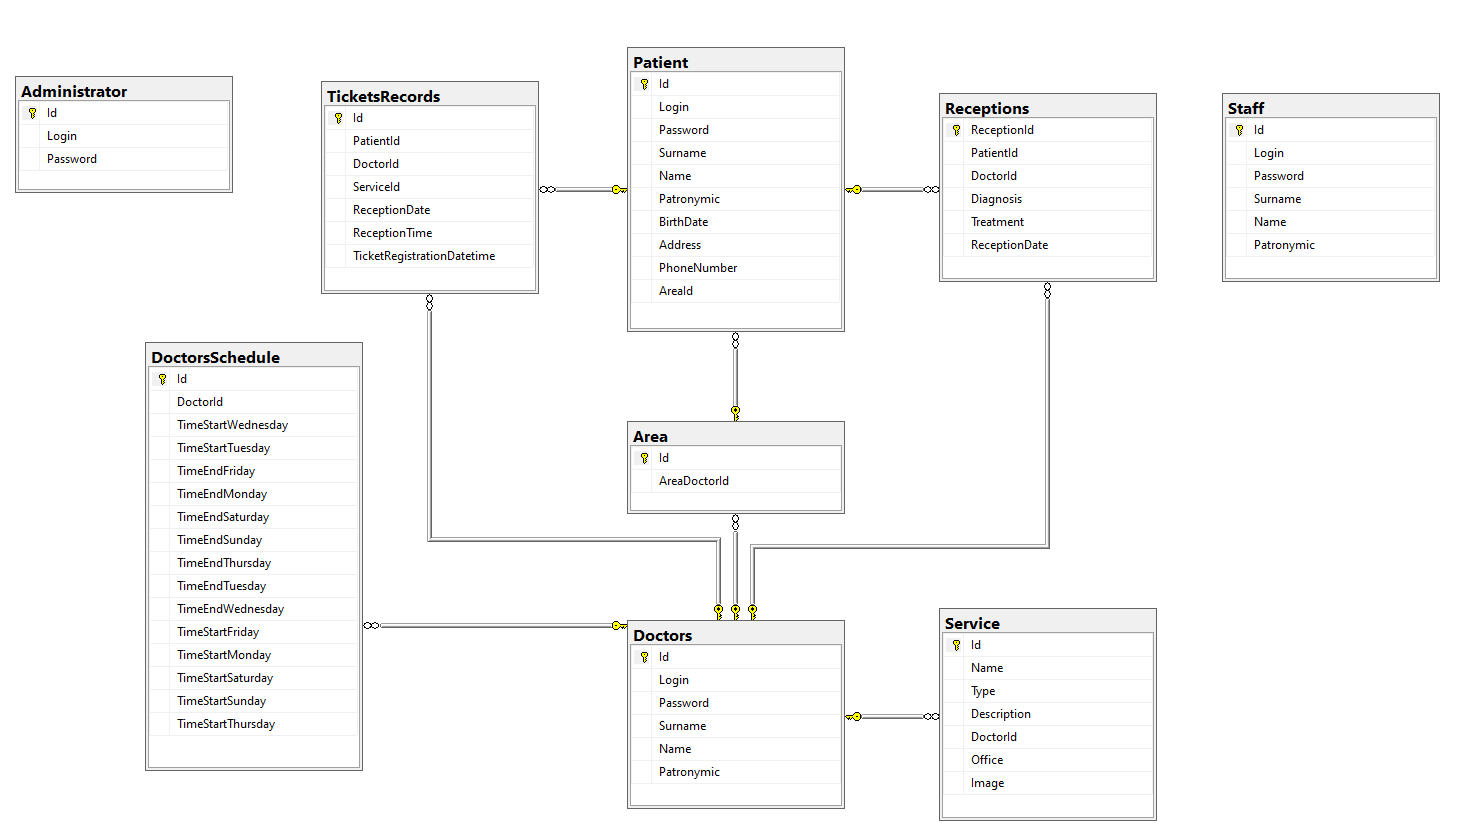 Administrator
Id
Login
Password
TicketsRecords
Id
PatientId
DoctorId
ServiceId
ReceptionDate
ReceptionTime
TicketRegistrationDatetime
Patient
Id
Login
Password
Surname
Name
Patronymic
BirthDate
Address
PhoneNumber
AreaId
Receptions
ReceptionId
PatientId
DoctorId
Diagnosis
Treatment
ReceptionDate
Staff
Id
Login
Password
Surname
Name
Patronymic
DoctorsSchedule
Id
DoctorId
TimeStartWednesday
TimeStartTuesday
TimeEndFriday
TimeEndMonday
TimeEndSaturday
TimeEndSunday
TimeEndThursday
TimeEndTuesday
TimeEndWednesday
TimeStartFriday
TimeStartMonday
TimeStartSaturday
TimeStartSunday
TimeStartThursday
Area
Id
AreaDoctorId
Doctors
Id
Login
Password
Surname
Name
Patronymic
Service
Id
Name
Type
Description
DoctorId
Office
Image